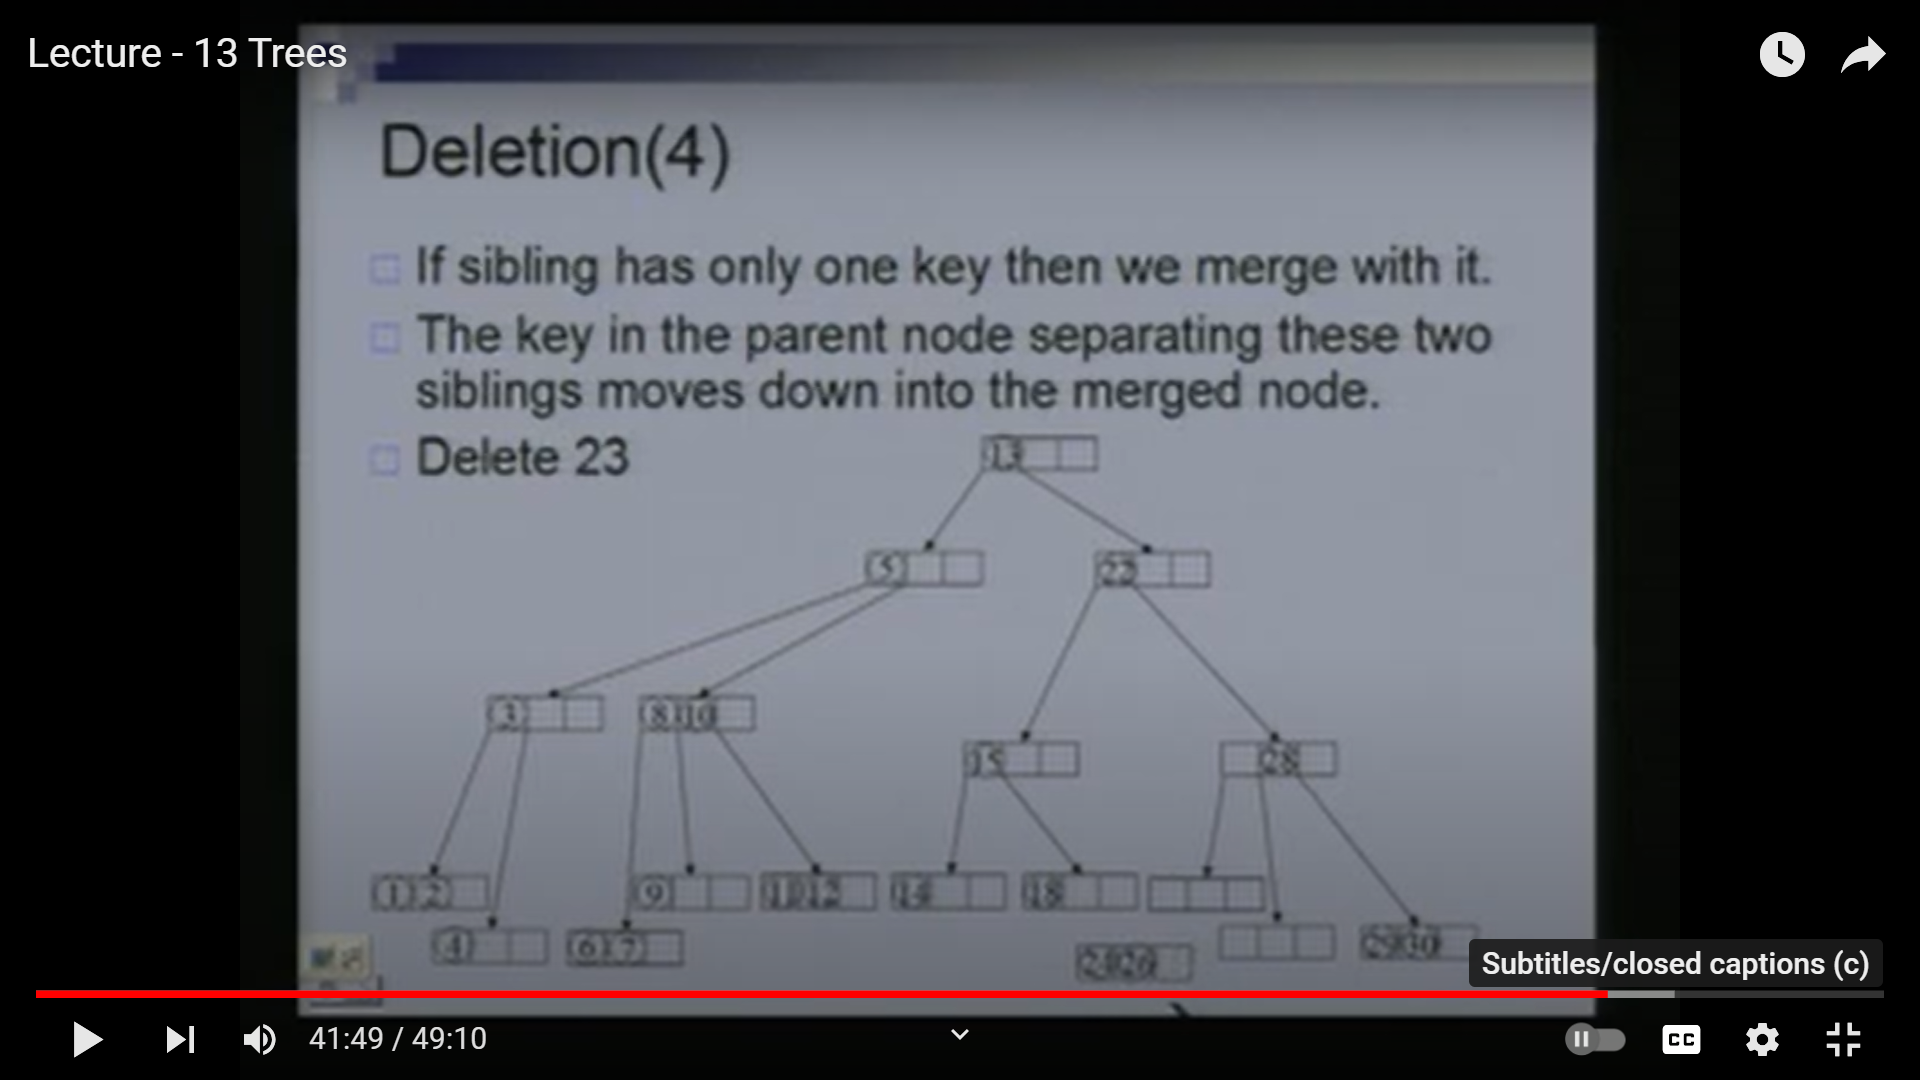 Lecture - 13 Trees
Deletion(4)
If sibling has only one key then we merge with it.
The key in the parent node separating these two
siblings moves down into the merged node.
Delete 23
13
5 22
3 8 10
15 28
1 2 9 11 12 14 18
4 6 7 29 30
Subtitles/closed captions (c)
41:49 / 49:10
CC